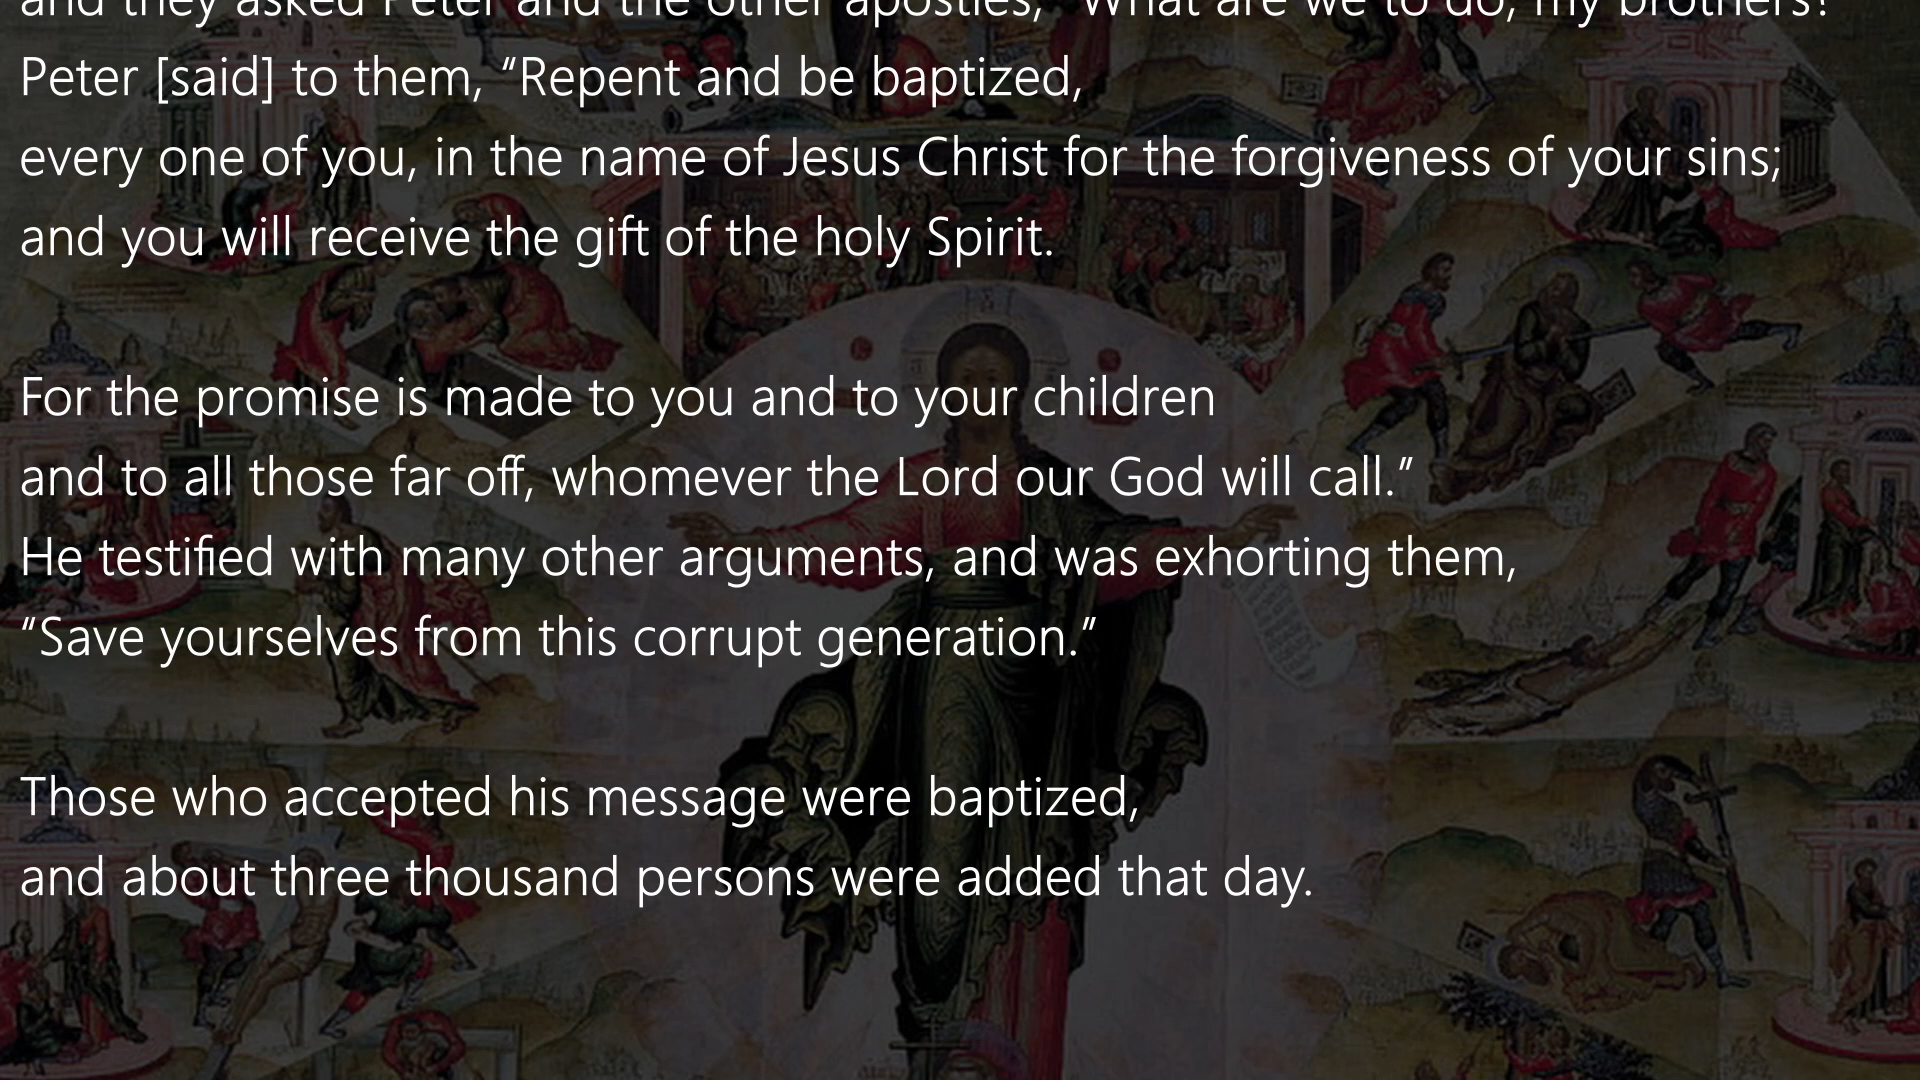 and they asked Peter and the other apostles, “What are we to do, my brothers?”
Peter [said] to them, “Repent and be baptized,
every one of you, in the name of Jesus Christ for the forgiveness of your sins;
and you will receive the gift of the holy Spirit.
For the promise is made to you and to your children
and to all those far off, whomever the Lord our God will call.”
He testified with many other arguments, and was exhorting them,
“Save yourselves from this corrupt generation.”
Those who accepted his message were baptized,
and about three thousand persons were added that day.